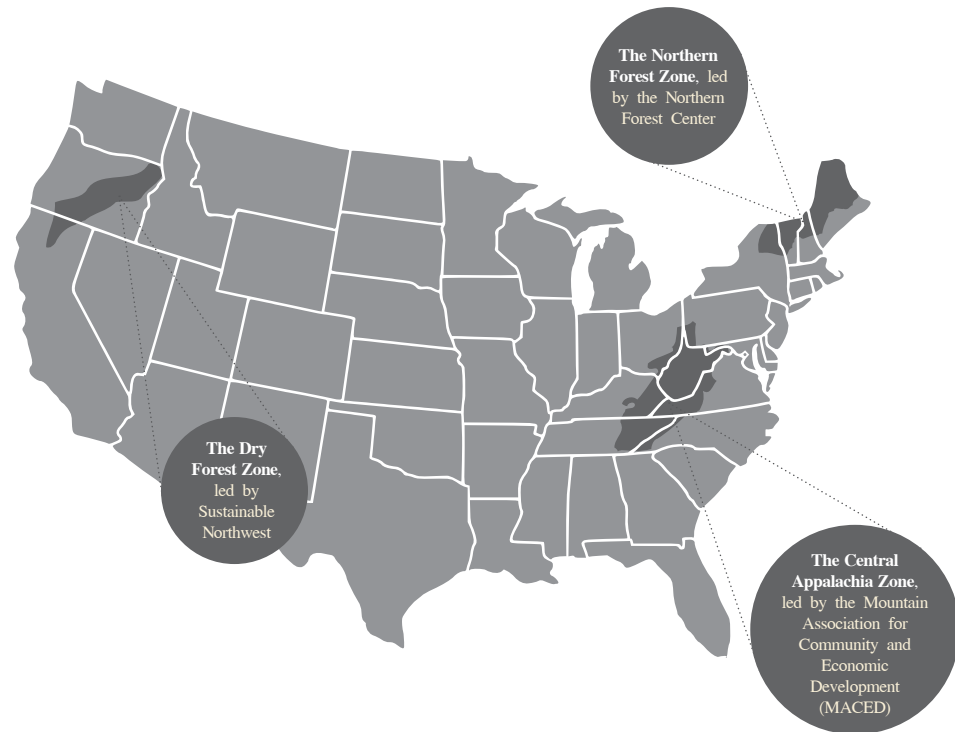 The Northern
Forest Zone, led
by the Northern
Forest Center
The Dry
Forest Zone,
led by
Sustainable
Northwest
The Central
Appalachia Zone,
led by the Mountain
Association for
Community and
Economic
Development
(MACED)